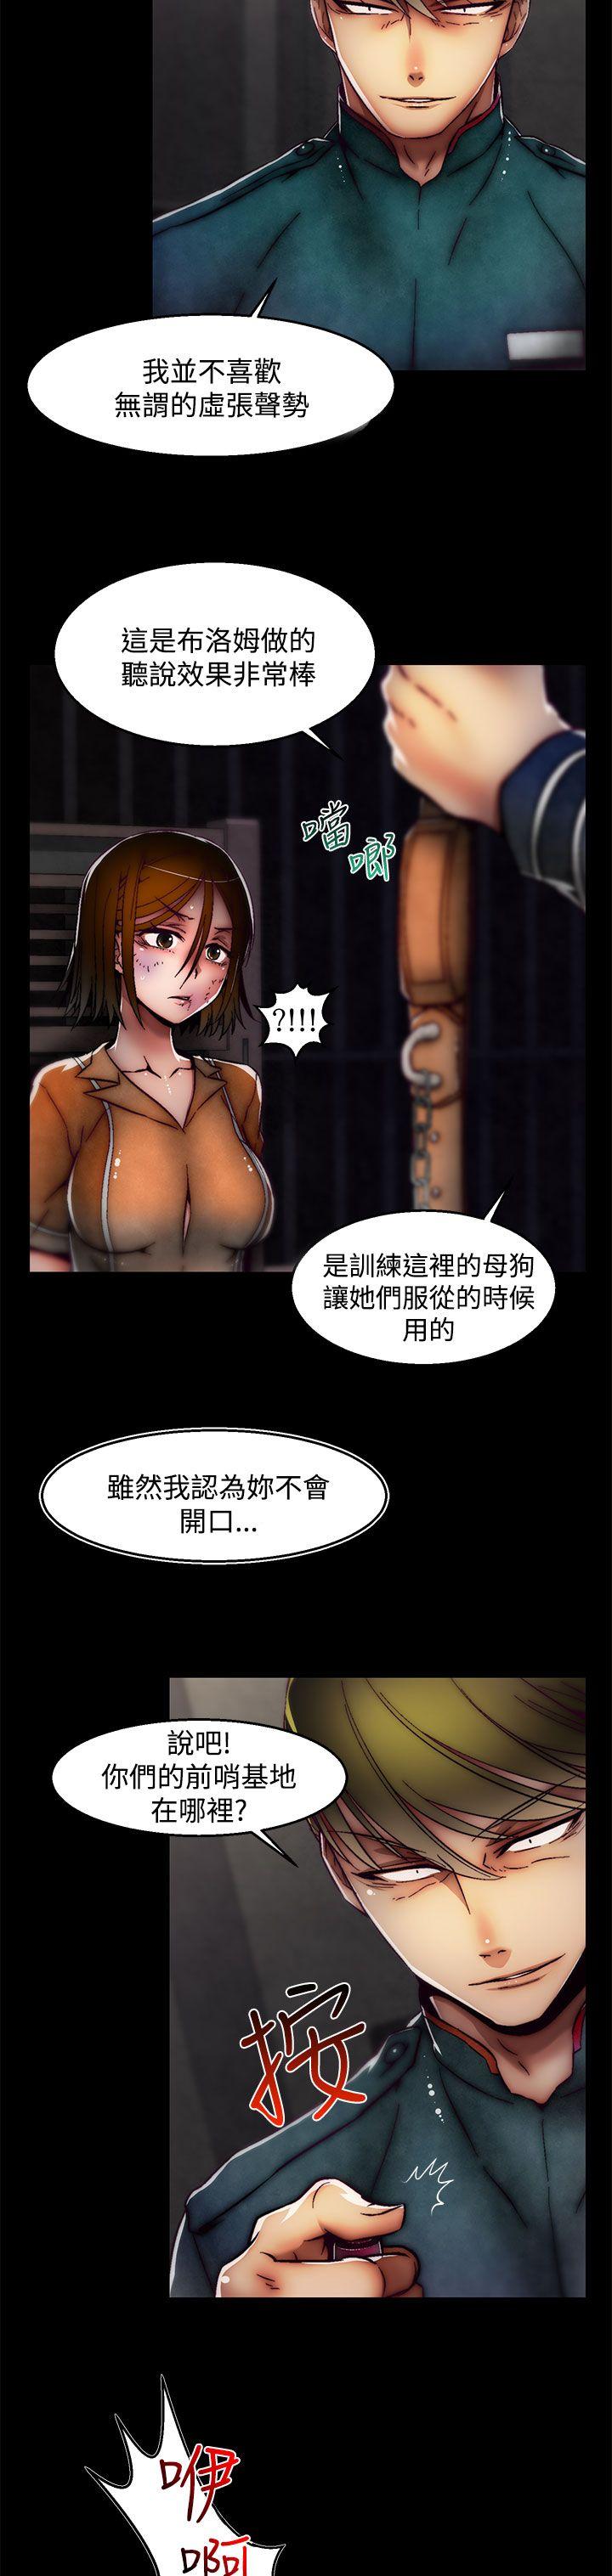 我並不喜歡
無謂的虛張聲勢
這是布洛姆做的
聽說效果非常棒
噹
啷
?!!!
是訓練這裡的母狗
讓她們服從的時候
用的
雖然我認為妳不會
開口...
說吧!
你們的前哨基地
在哪裡?
按
咿
啊